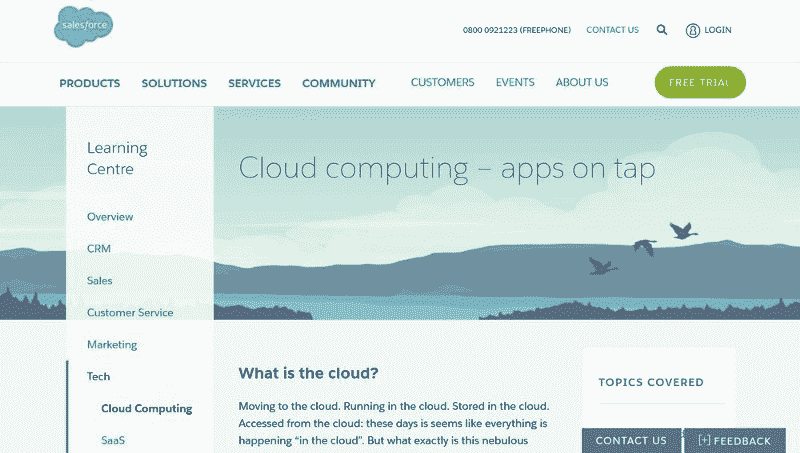 salesforce
0800 0921223 (FREEPHONE) CONTACT US LOGIN
PRODUCTS SOLUTIONS SERVICES COMMUNITY CUSTOMERS EVENTS ABOUT US FREE TRIAL
Learning
Centre
Overview
CRM
Sales
Customer Service
Marketing
Tech
Cloud Computing
SaaS
Cloud computing – apps on tap
What is the cloud?
Moving to the cloud. Running in the cloud. Stored in the cloud.
Accessed from the cloud: these days is seems like everything is
happening “in the cloud”. But what exactly is this nebulous
TOPICS COVERED
CONTACT US
[+] FEEDBACK